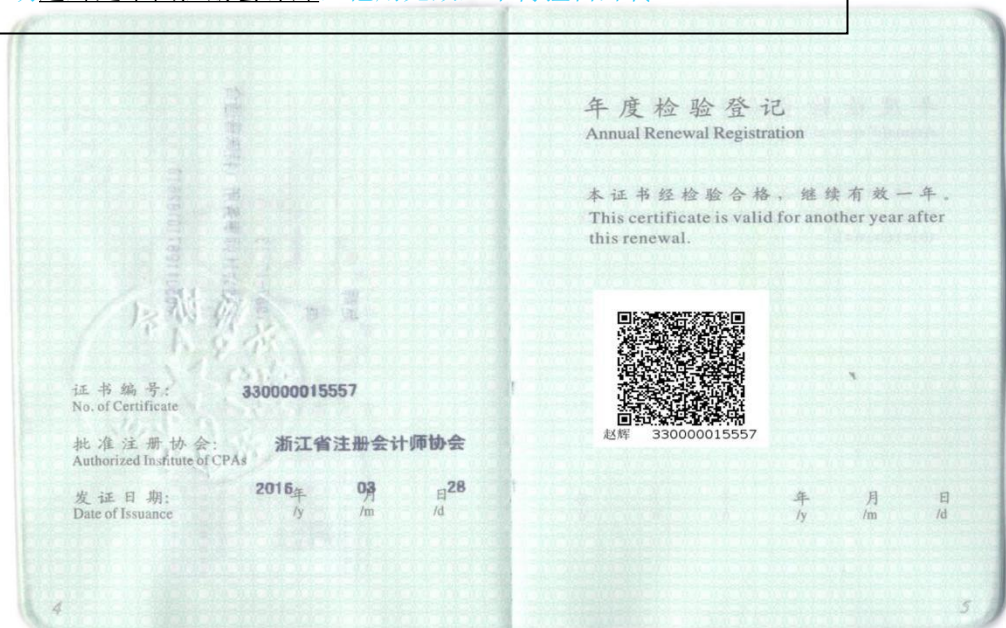 证书编号:
No. of Certificate
330000015557
批准注册协会:
Authorized Institute of CPAs
浙江省注册会计师协会
发证日期:
Date of Issuance
2016年 03月 日28
/y /m /d
4
年度检验登记
Annual Renewal Registration
本证书经检验合格，继续有效一年。
This certificate is valid for another year after
this renewal.
赵辉 330000015557
年 月 日
/y /m /d
5